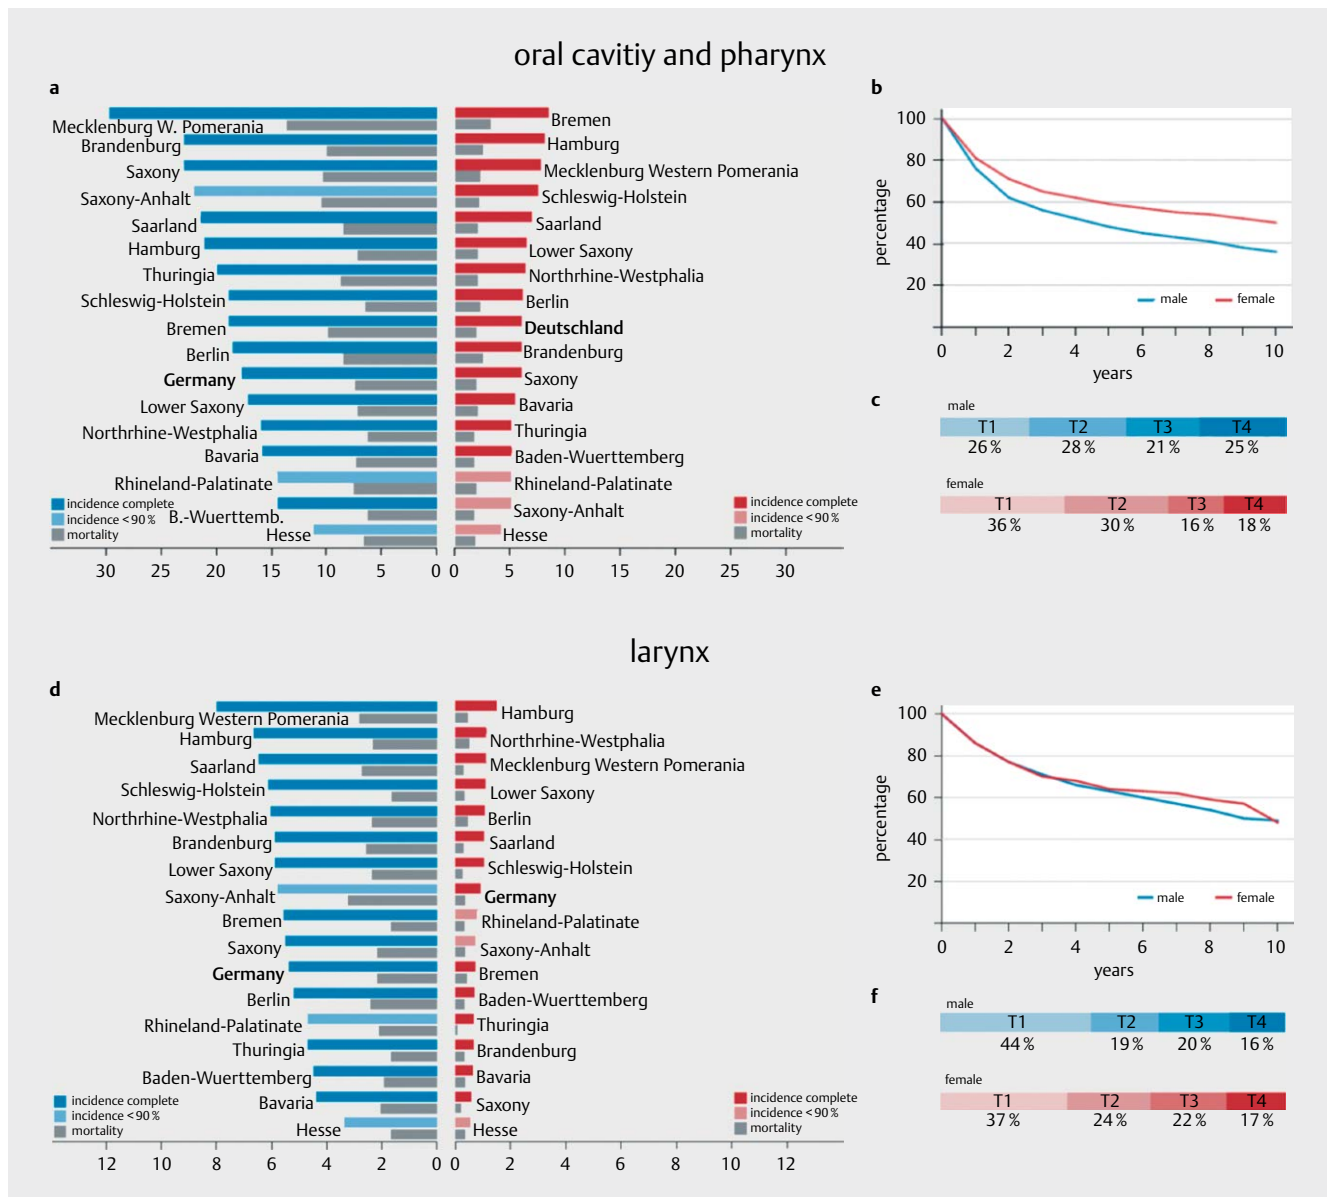 oral cavitiy and pharynx
a
Mecklenburg W. Pomerania
Brandenburg
Saxony
Saxony-Anhalt
Saarland
Hamburg
Thuringia
Schleswig-Holstein
Bremen
Berlin
Germany
Lower Saxony
Northrhine-Westphalia
Bavaria
Rhineland-Palatinate
B.-Wuerttemb.
Hesse
incidence complete
incidence <90 %
mortality
30 25 20 15 10 5 0
Bremen
Hamburg
Mecklenburg Western Pomerania
Schleswig-Holstein
Saarland
Lower Saxony
Northrhine-Westphalia
Berlin
Deutschland
Brandenburg
Saxony
Bavaria
Thuringia
Baden-Wuerttemberg
Rhineland-Palatinate
Saxony-Anhalt
Hesse
incidence complete
incidence <90 %
mortality
0 5 10 15 20 25 30
b
percentage
100
80
60
40
20
male female
0 2 4 6 8 10
years
c
male
T1 T2 T3 T4
26 % 28 % 21 % 25 %
female
T1 T2 T3 T4
36 % 30 % 16 % 18 %
larynx
d
Mecklenburg Western Pomerania
Hamburg
Saarland
Schleswig-Holstein
Northrhine-Westphalia
Brandenburg
Lower Saxony
Saxony-Anhalt
Bremen
Saxony
Germany
Berlin
Rhineland-Palatinate
Thuringia
Baden-Wuerttemberg
Bavaria
Hesse
incidence complete
incidence <90 %
mortality
12 10 8 6 4 2 0
Hamburg
Northrhine-Westphalia
Mecklenburg Western Pomerania
Lower Saxony
Berlin
Saarland
Schleswig-Holstein
Germany
Rhineland-Palatinate
Saxony-Anhalt
Bremen
Baden-Wuerttemberg
Thuringia
Brandenburg
Bavaria
Saxony
Hesse
incidence complete
incidence <90 %
mortality
0 2 4 6 8 10 12
e
percentage
100
80
60
40
20
male female
0 2 4 6 8 10
years
f
male
T1 T2 T3 T4
44 % 19 % 20 % 16 %
female
T1 T2 T3 T4
37 % 24 % 22 % 17 %